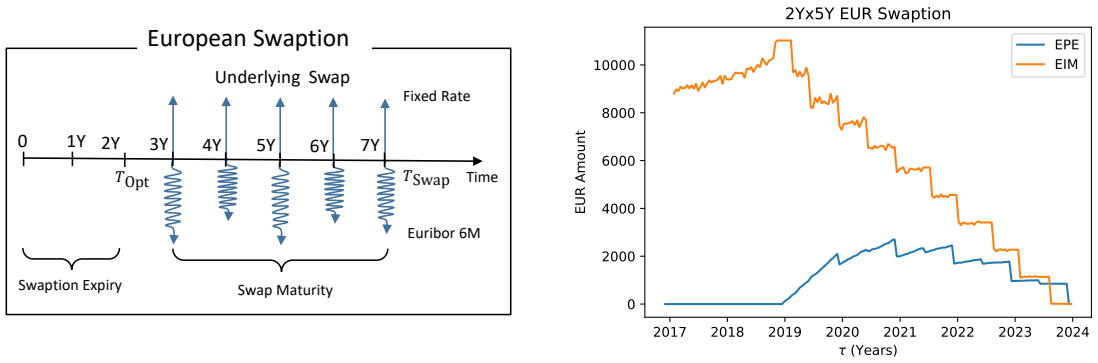 European Swaption
Underlying Swap
Fixed Rate
0 1Y 2Y 3Y 4Y 5Y 6Y 7Y
T_Opt T_Swap Time
Euribor 6M
Swaption Expiry
Swap Maturity
2Yx5Y EUR Swaption
EPE
EIM
10000
8000
6000
4000
2000
0
EUR Amount
2017 2018 2019 2020 2021 2022 2023 2024
τ (Years)